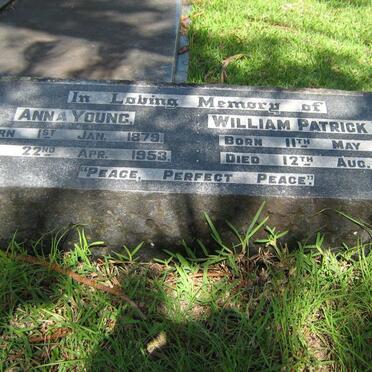 In Loving Memory of
ANNA YOUNG. WILLIAM PATRICK
RN 1ST JAN. 1879. BORN 11TH MAY
22ND APR. 1953. DIED 12TH AUG.
"PEACE, PERFECT PEACE"